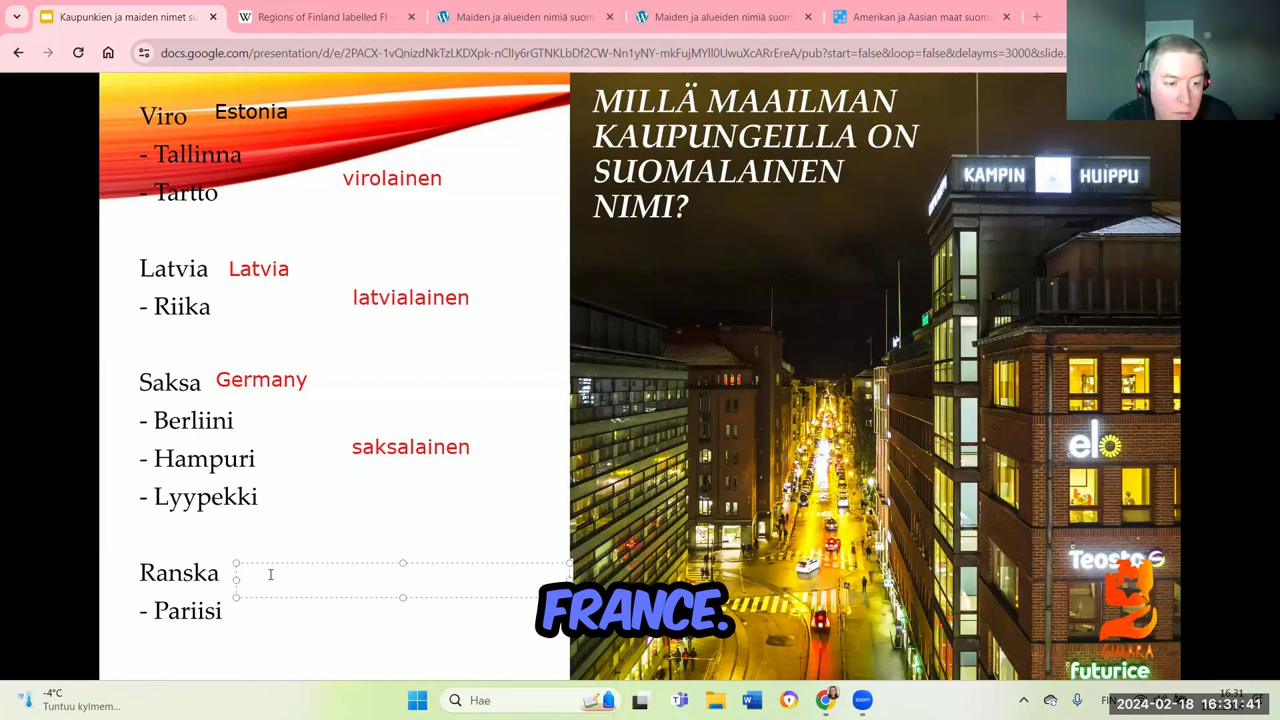 Kaupunkien ja maiden nimet su
Regions of Finland labelled FI -
Maiden ja alueiden nimiä suom
Maiden ja alueiden nimiä suom
Amerikan ja Aasian maat suom
docs.google.com/presentation/d/e/2PACX-1vQnizdNkTzLKDXpk-nClly6rGTNKLbDf2CW-Nn1yNY-mkFujMYll0UwuXcARrEreA/pub?start=false&loop=false&delayms=3000&slide.
Viro Estonia
- Tallinna
virolainen
- Tartto
Latvia Latvia
latvialainen
- Riika
Saksa Germany
- Berliini
saksalainen
- Hampuri
- Lyypekki
Ranska
- Pariisi
MILLÄ MAAILMAN
KAUPUNGEILLA ON
SUOMALAINEN
NIMI?
KAMPIN HUIPPU
elo
Teosto
futurice
FRANCE.
-4°C
Tuntuu kylmem...
Hae
FIN
16.31
2024-02-18 16:31:41